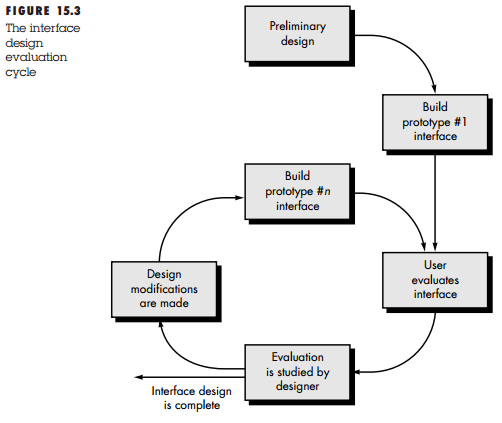 FIGURE 15.3
The interface
design
evaluation
cycle
Preliminary
design
Build
prototype #1
interface
Build
prototype #n
interface
User
evaluates
interface
Design
modifications
are made
Evaluation
is studied by
designer
Interface design
is complete